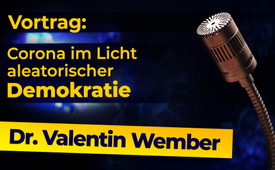 Vortrag:
Corona im Licht
aleatorischer
Demokratie
Dr. Valentin Wember